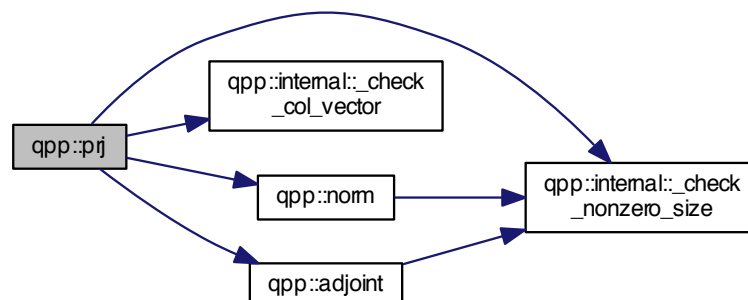 qpp::prj
qpp::internal::_check
_col_vector
qpp::norm
qpp::adjoint
qpp::internal::_check
_nonzero_size